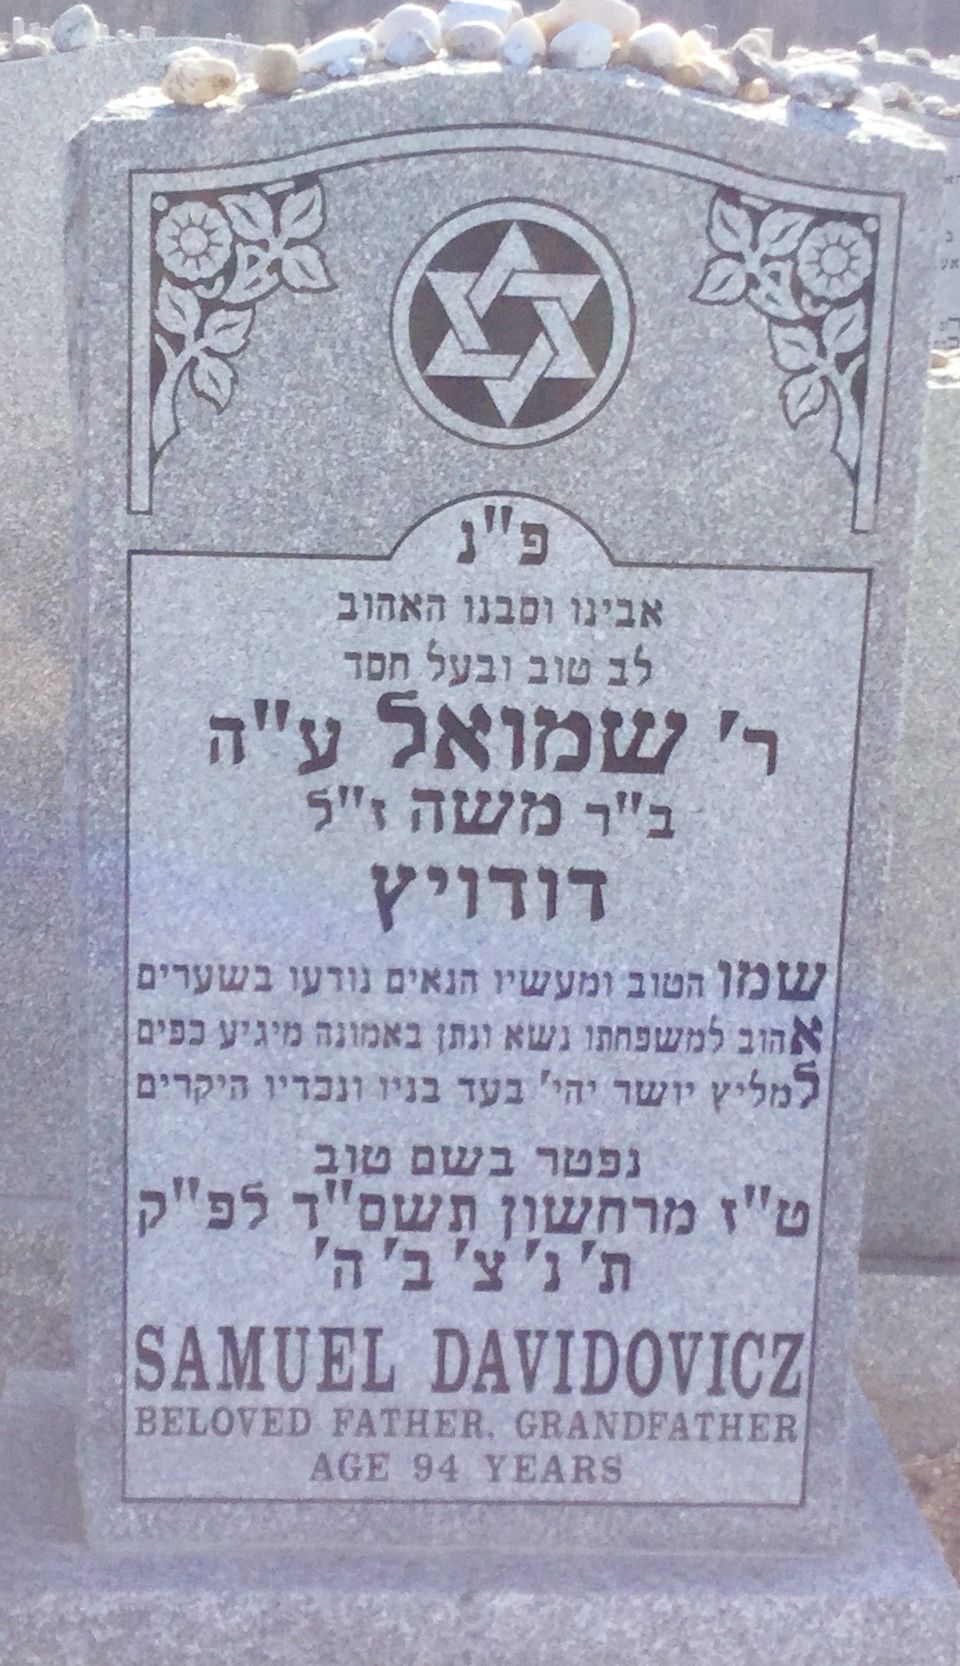 פ"נ
אבינו וסבנו האהוב
לב טוב ובעל חסד
ר' שמואל ע"ה
ב"ר משה ז"ל
דודויץ
שמו הטוב ומעשיו הנאים נודעו בשערים
אהוב למשפחתו נשא ונתן באמונה מיגיע כפים
למליץ יושר יהי' בעד בניו ונכדיו היקרים
נפטר בשם טוב
ט"ז מרחשון תשס"ד לפ"ק
ת' נ' צ' ב' ה'
SAMUEL DAVIDOVICZ
BELOVED FATHER, GRANDFATHER
AGE 94 YEARS